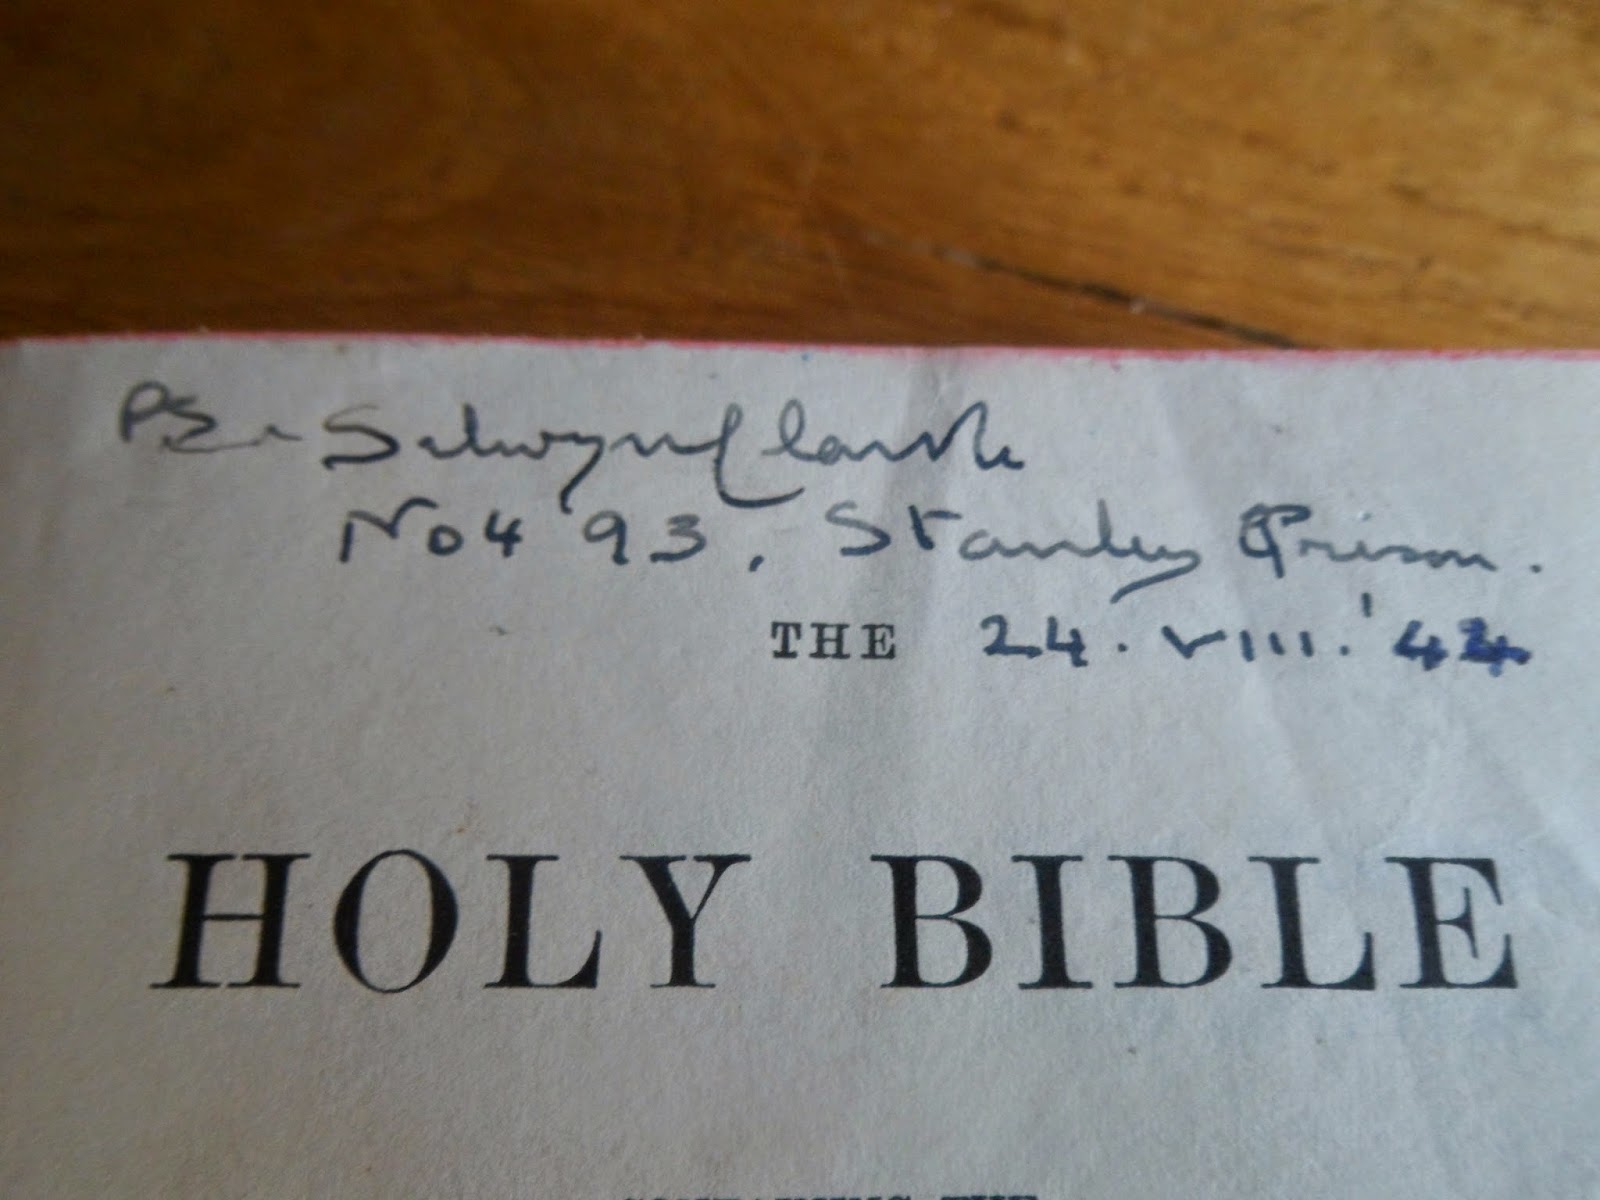 P.S. Selwyn Clarke
No 493, Stanley Prison.
THE 24.VIII.'44
HOLY BIBLE